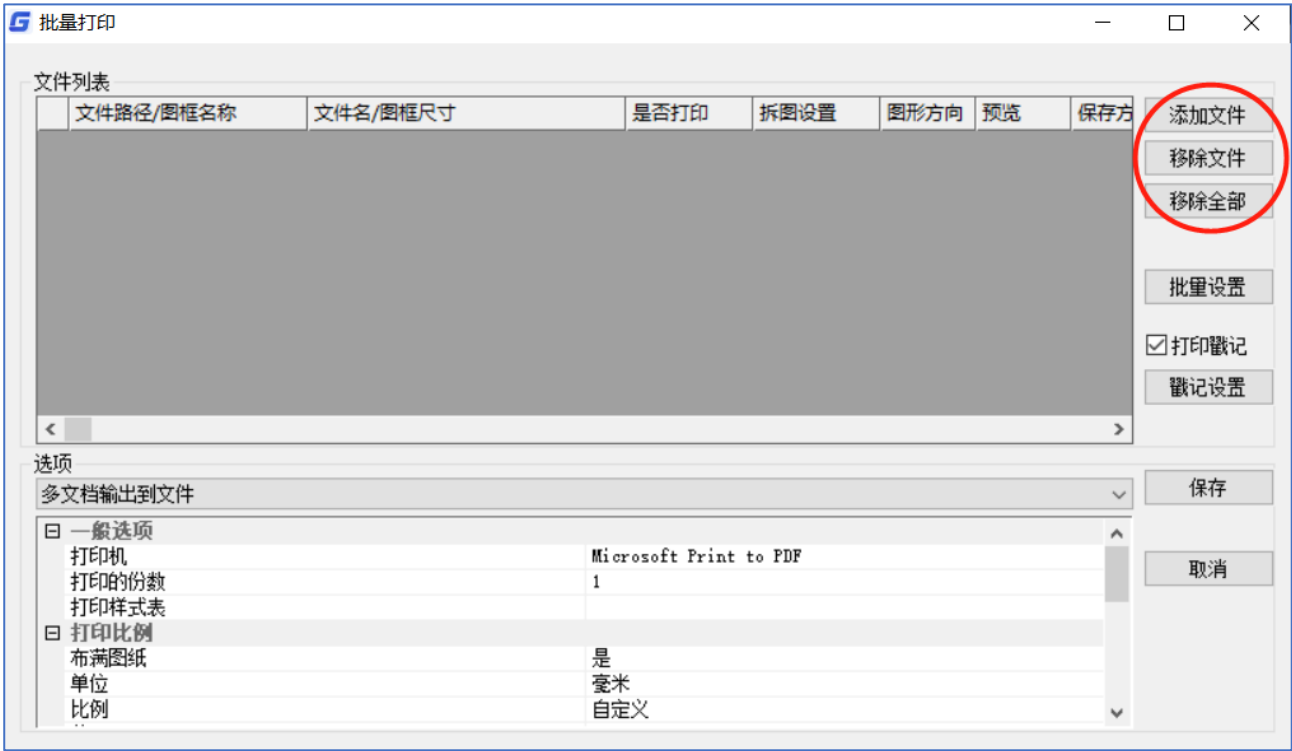 G 批量打印
文件列表
文件路径/图框名称 文件名/图框尺寸 是否打印 拆图设置 图形方向 预览 保存方
添加文件
移除文件
移除全部
批里设置
打印戳记
戳记设置
选项
多文档输出到文件
保存
一般选项
打印机 Microsoft Print to PDF
取消
打印的份数 1
打印样式表
打印比例
布满图纸 是
单位 毫米
比例 自定义